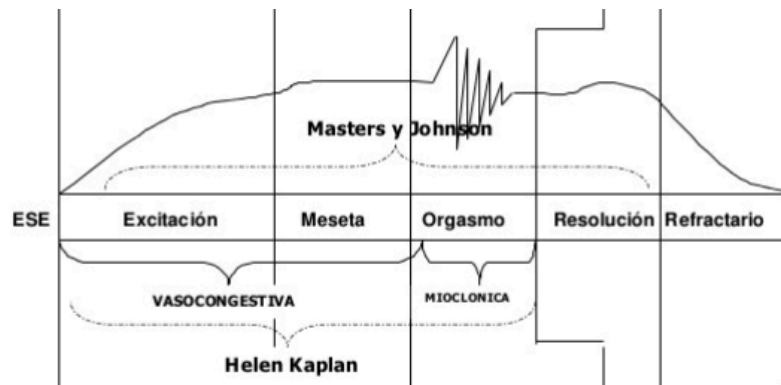 Masters y Johnson
ESE Excitación Meseta Orgasmo Resolución Refractario
VASOCONGESTIVA MIOCLONICA
Helen Kaplan